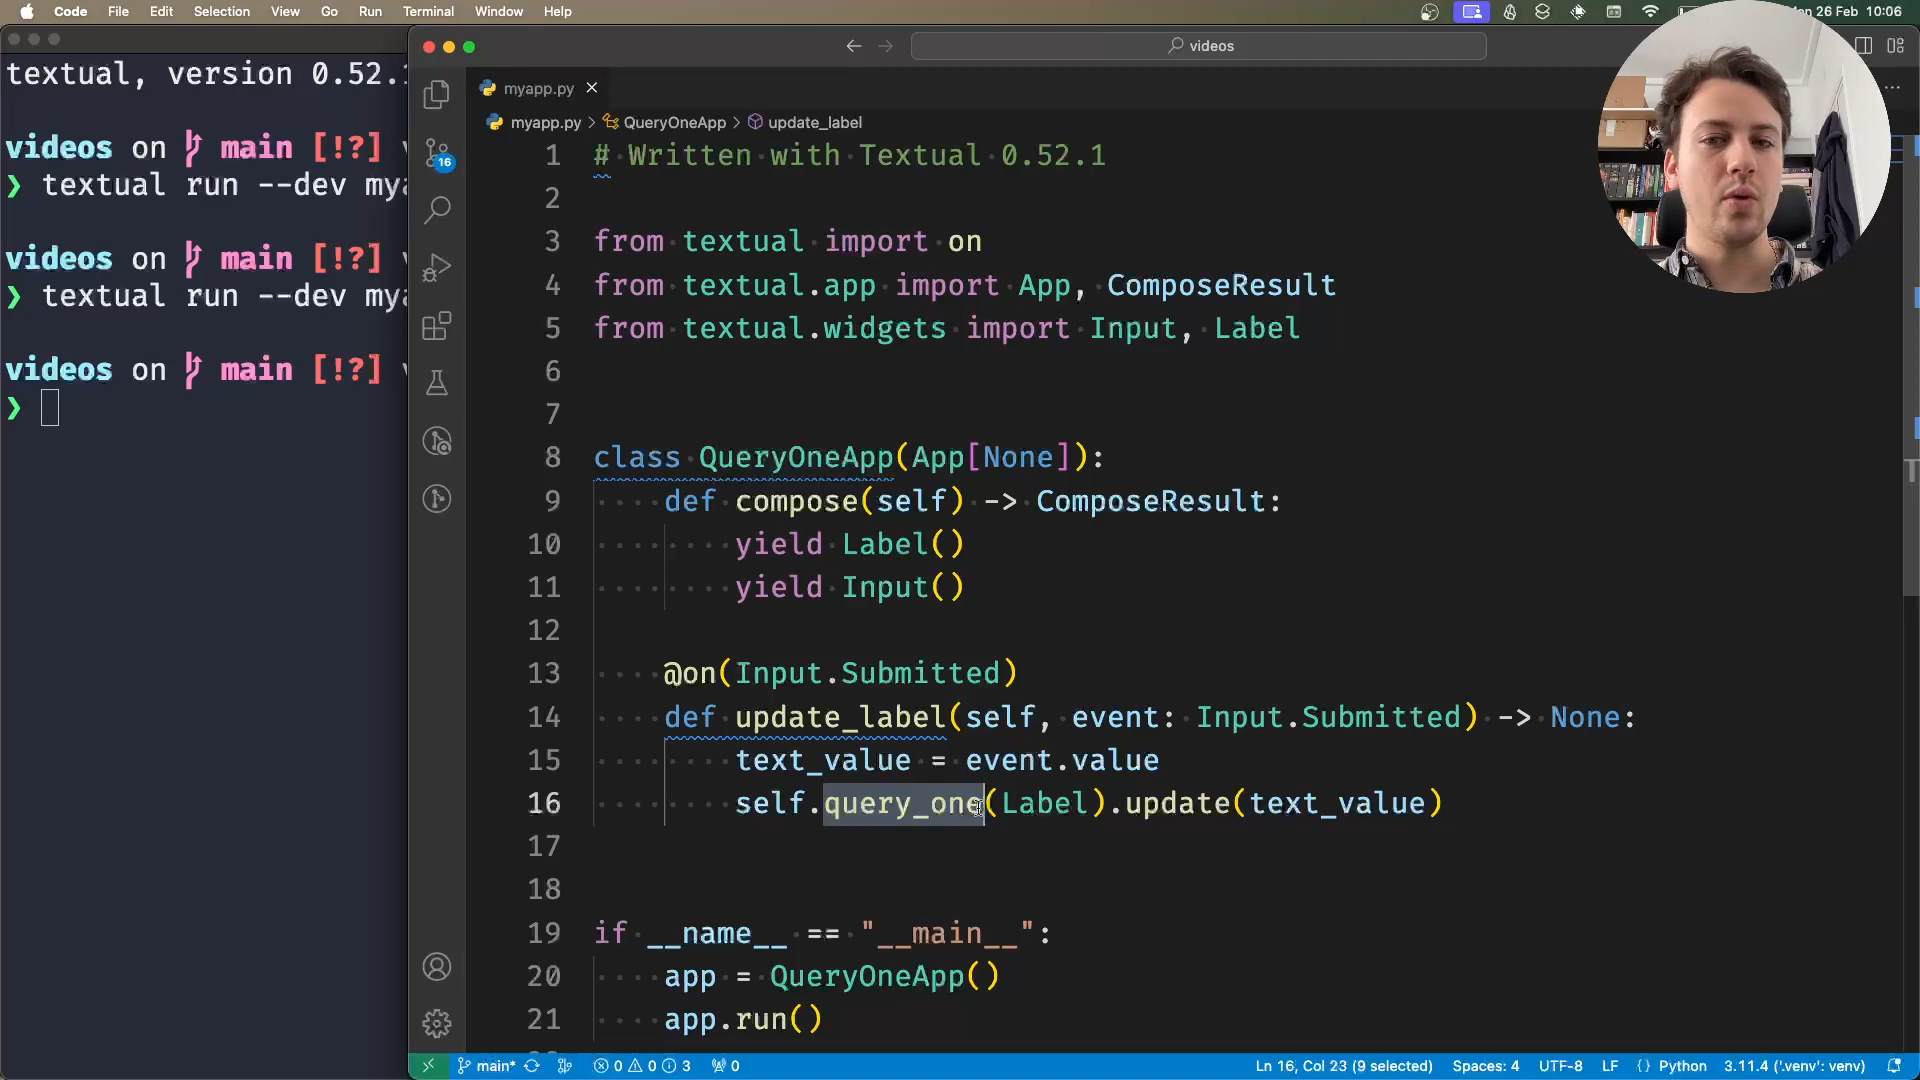 Code File Edit Selection View Go Run Terminal Window Help
26 Feb 10:06
textual, version 0.52.
videos on main [!?]
❯ textual run --dev
videos on main [!?]
❯ textual run --dev
videos on main [!?]
❯
videos
myapp.py
myapp.py > QueryOneApp > update_label
16
1 # Written with Textual 0.52.1
2
3 from textual import on
4 from textual.app import App, ComposeResult
5 from textual.widgets import Input, Label
6
7
8 class QueryOneApp(App[None]):
9 def compose(self) -> ComposeResult:
10 yield Label()
11 yield Input()
12
13 @on(Input.Submitted)
14 def update_label(self, event: Input.Submitted) -> None:
15 text_value = event.value
16 self.query_one(Label).update(text_value)
17
18
19 if __name__ == "__main__":
20 app = QueryOneApp()
21 app.run()
main* 0 0 3 0 Ln 16, Col 23 (9 selected) Spaces: 4 UTF-8 LF {} Python 3.11.4 ('.venv': venv)